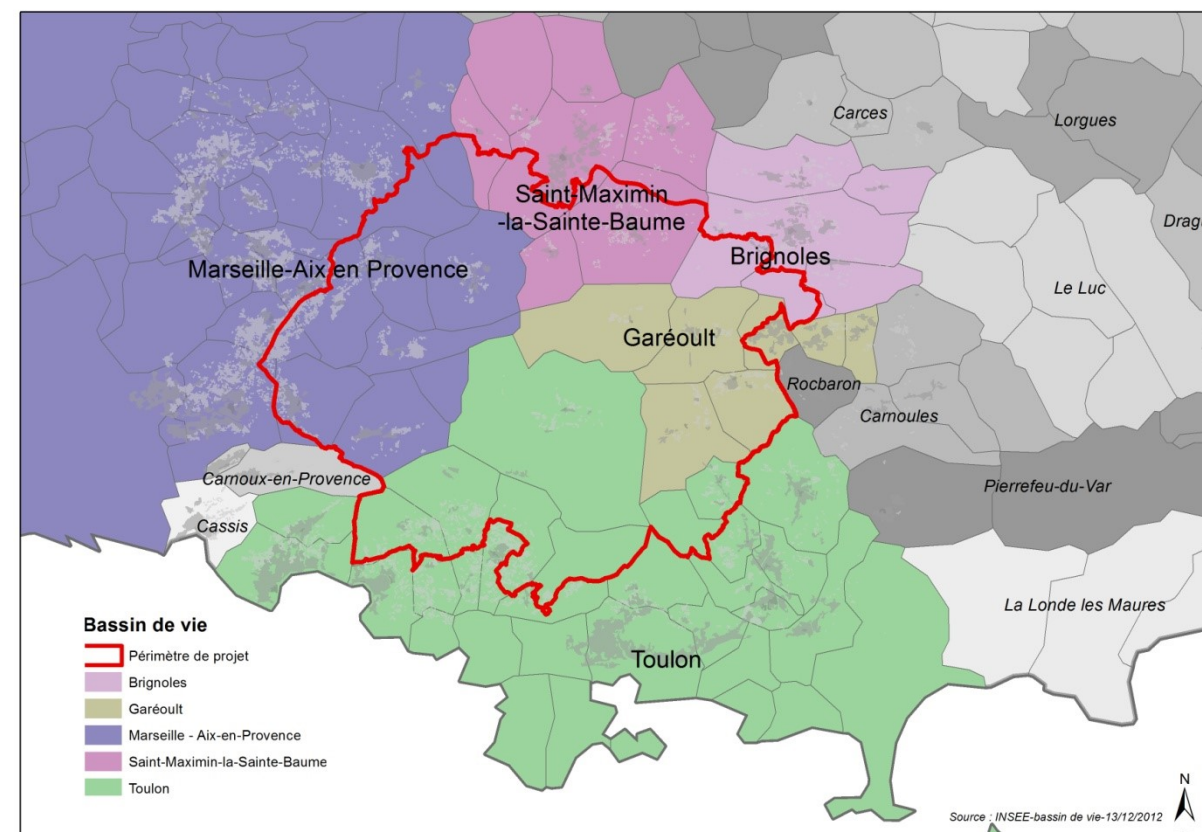 Carces
Lorgues
Saint-Maximin
-la-Sainte-Baume
Dragu
Marseille-Aix en Provence
Brignoles
Le Luc
Garéoult
Rocbaron
Carnoules
Carnoux-en-Provence
Pierrefeu-du-Var
Cassis
La Londe les Maures
Toulon
Bassin de vie
Périmètre de projet
Brignoles
Garéoult
Marseille - Aix-en-Provence
Saint-Maximin-la-Sainte-Baume
Toulon
N
Source : INSEE-bassin de vie-13/12/2012